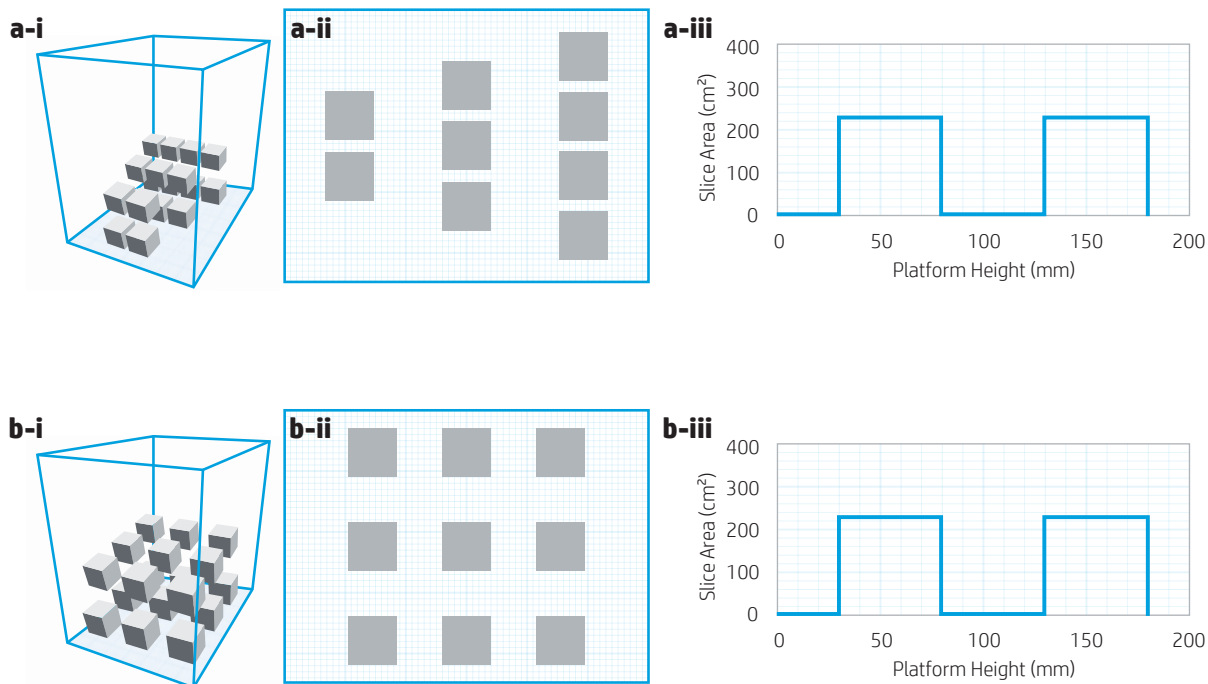 a-i
a-ii
a-iii
400
300
200
100
0
Slice Area (cm²)
0 50 100 150 200
Platform Height (mm)
b-i
b-ii
b-iii
400
300
200
100
0
Slice Area (cm²)
0 50 100 150 200
Platform Height (mm)